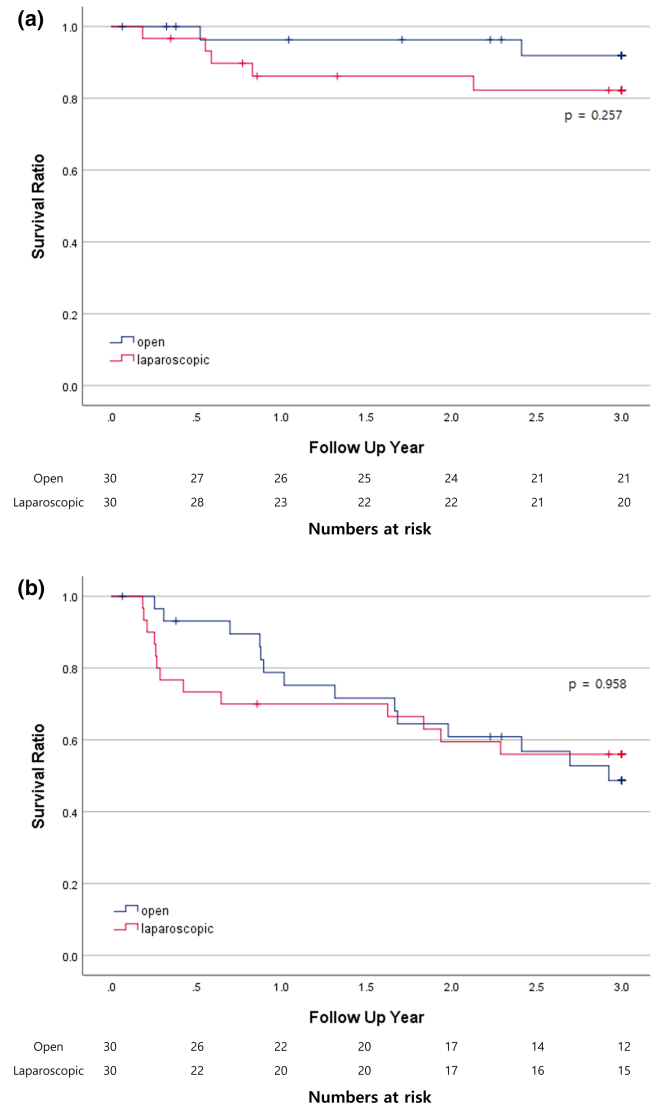 (a)
1.0
0.8
p = 0.257
0.6
Survival Ratio
0.4
0.2
open
laparoscopic
0.0
.0 .5 1.0 1.5 2.0 2.5 3.0
Follow Up Year
Open 30 27 26 25 24 21 21
Laparoscopic 30 28 23 22 22 21 20
Numbers at risk
(b)
1.0
0.8
p = 0.958
0.6
Survival Ratio
0.4
0.2
open
laparoscopic
0.0
.0 .5 1.0 1.5 2.0 2.5 3.0
Follow Up Year
Open 30 26 22 20 17 14 12
Laparoscopic 30 22 20 20 17 16 15
Numbers at risk